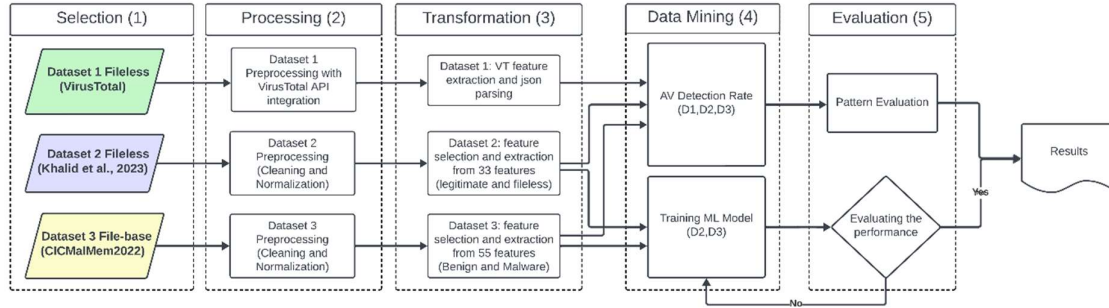 Selection (1)
Processing (2)
Transformation (3)
Data Mining (4)
Evaluation (5)
Dataset 1 Fileless
(VirusTotal)
Dataset 1
Preprocessing with
VirusTotal API
integration
Dataset 1: VT feature
extraction and json
parsing
AV Detection Rate
(D1,D2,D3)
Pattern Evaluation
Dataset 2 Fileless
(Khalid et al., 2023)
Dataset 2
Preprocessing
(Cleaning and
Normalization)
Dataset 2: feature
selection and extraction
from 33 features
(legitimate and fileless)
Results
Yes
Dataset 3 File-base
(CICMalMem2022)
Dataset 3
Preprocessing
(Cleaning and
Normalization)
Dataset 3: feature
selection and extraction
from 55 features
(Benign and Malware)
Training ML Model
(D2,D3)
Evaluating the
performance
No